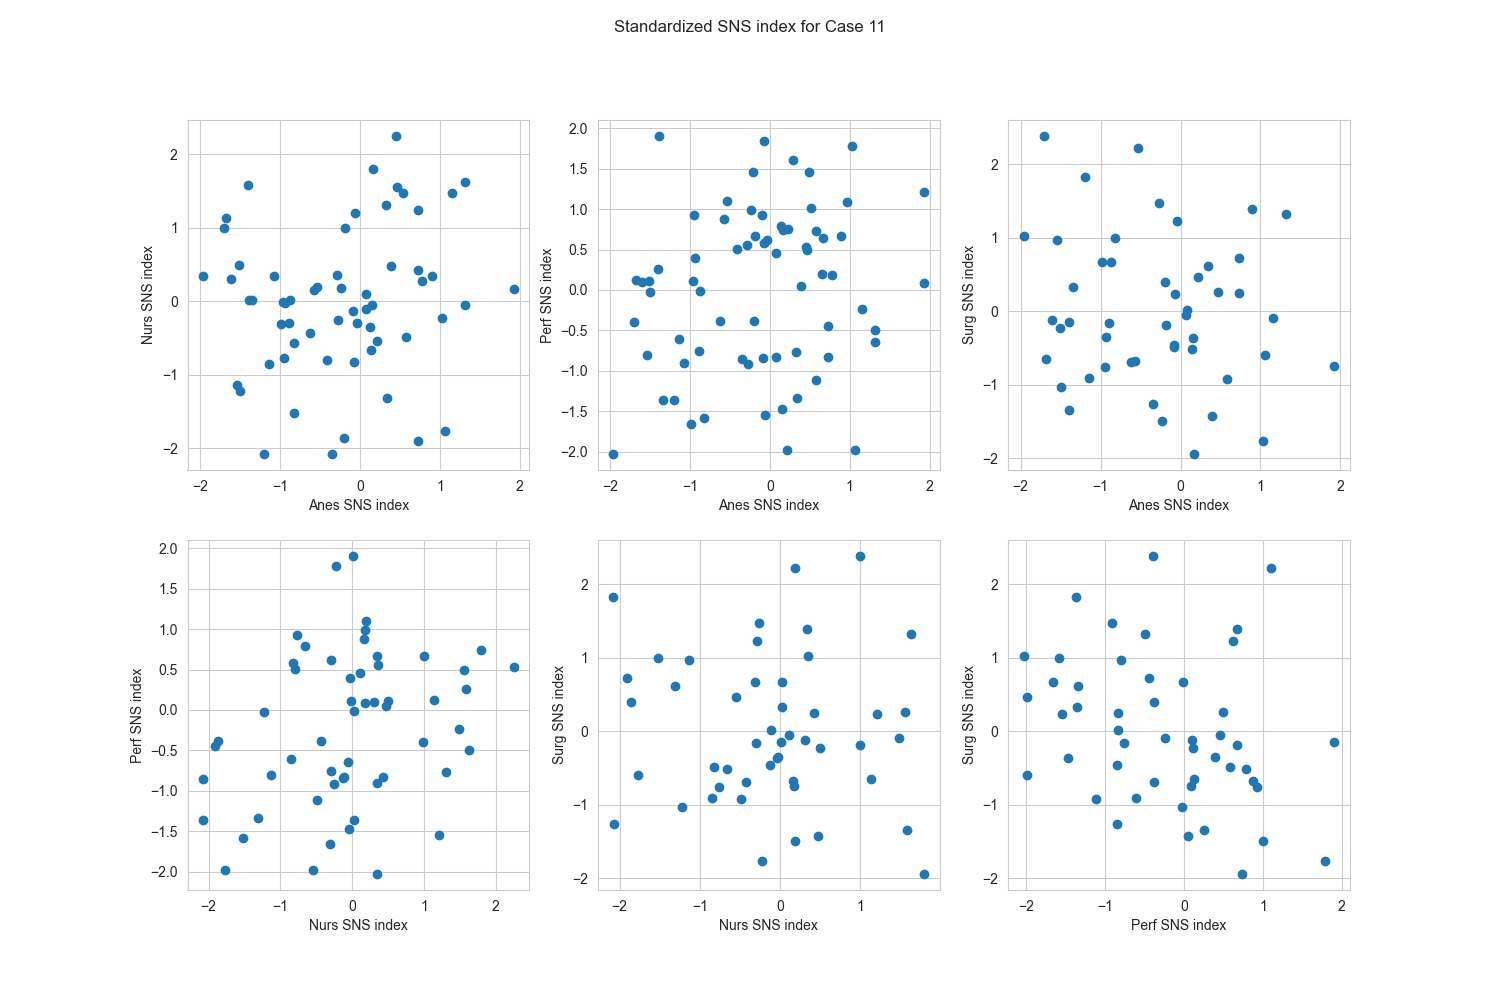 Standardized SNS index for Case 11
2
1
0
−1
−2
Nurs SNS index
−2 −1 0 1 2
Anes SNS index
2.0
1.5
1.0
0.5
0.0
−0.5
−1.0
−1.5
−2.0
Perf SNS index
−2 −1 0 1 2
Anes SNS index
2
1
0
−1
−2
Surg SNS index
−2 −1 0 1 2
Anes SNS index
2.0
1.5
1.0
0.5
0.0
−0.5
−1.0
−1.5
−2.0
Perf SNS index
−2 −1 0 1 2
Nurs SNS index
2
1
0
−1
−2
Surg SNS index
−2 −1 0 1
Nurs SNS index
2
1
0
−1
−2
Surg SNS index
−2 −1 0 1 2
Perf SNS index